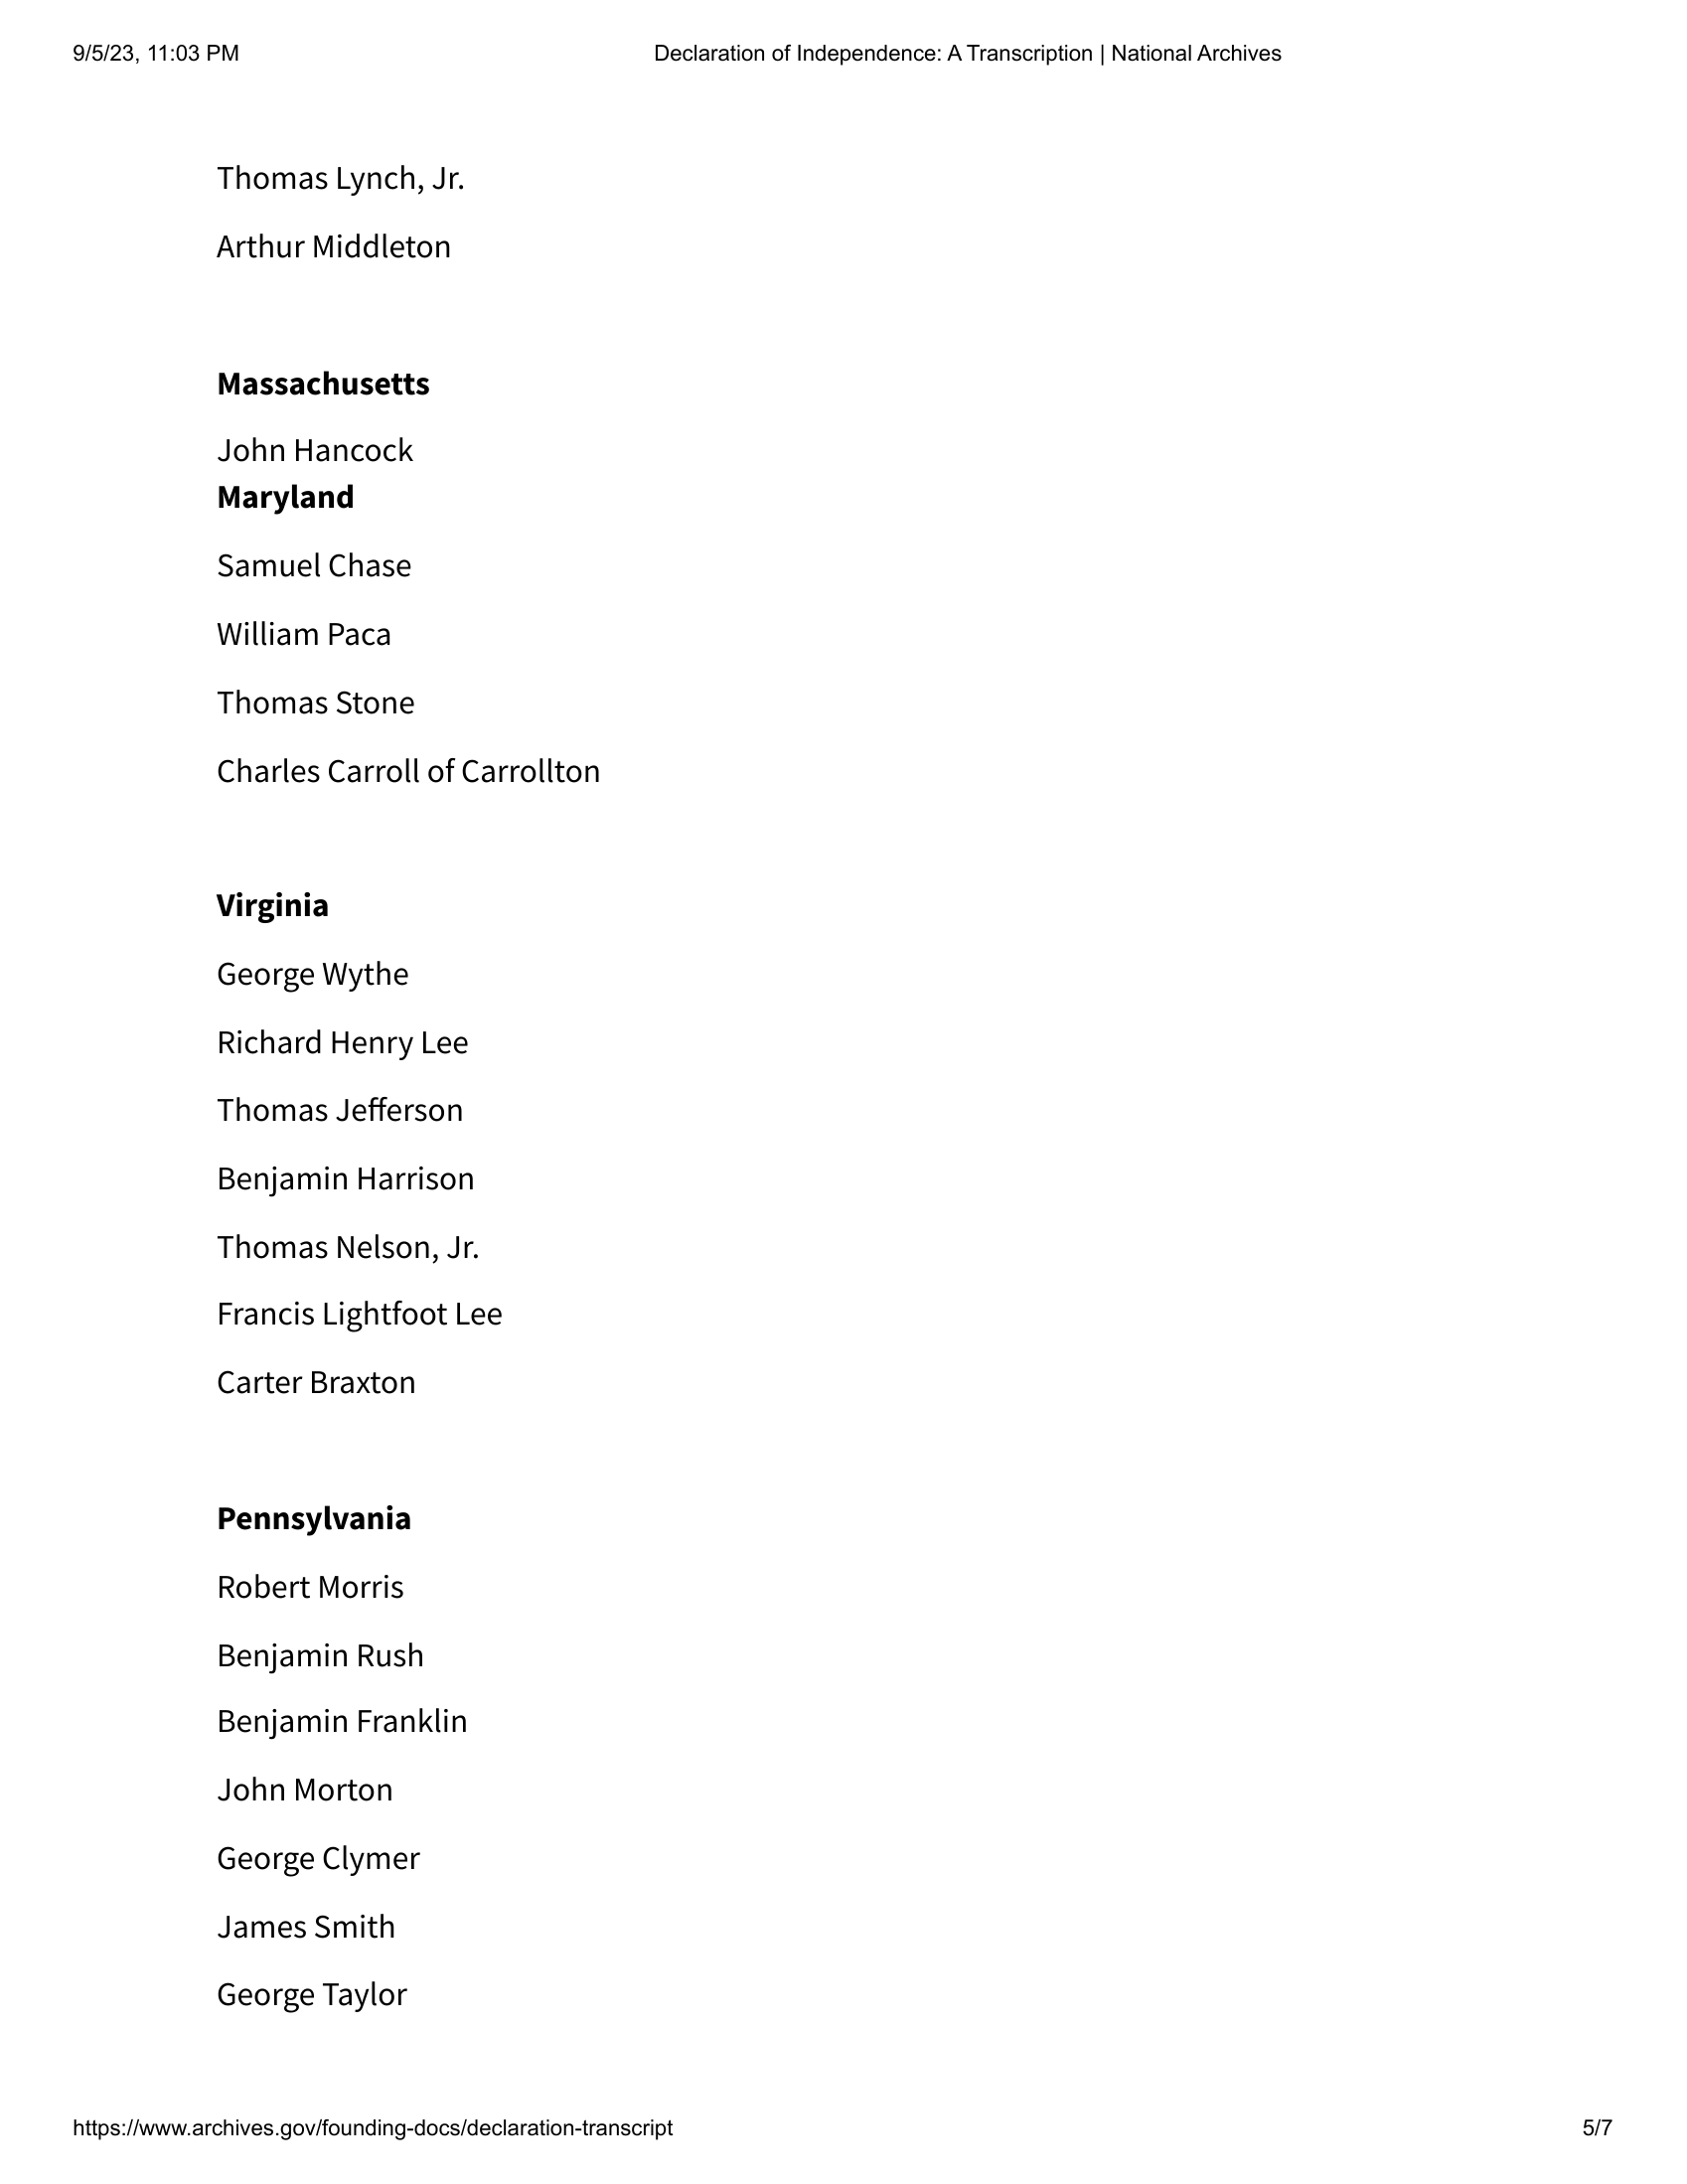 9/5/23, 11:03 PM
Declaration of Independence: A Transcription | National Archives
Thomas Lynch, Jr.
Arthur Middleton
Massachusetts
John Hancock
Maryland
Samuel Chase
William Paca
Thomas Stone
Charles Carroll of Carrollton
Virginia
George Wythe
Richard Henry Lee
Thomas Jefferson
Benjamin Harrison
Thomas Nelson, Jr.
Francis Lightfoot Lee
Carter Braxton
Pennsylvania
Robert Morris
Benjamin Rush
Benjamin Franklin
John Morton
George Clymer
James Smith
George Taylor
https://www.archives.gov/founding-docs/declaration-transcript
5/7